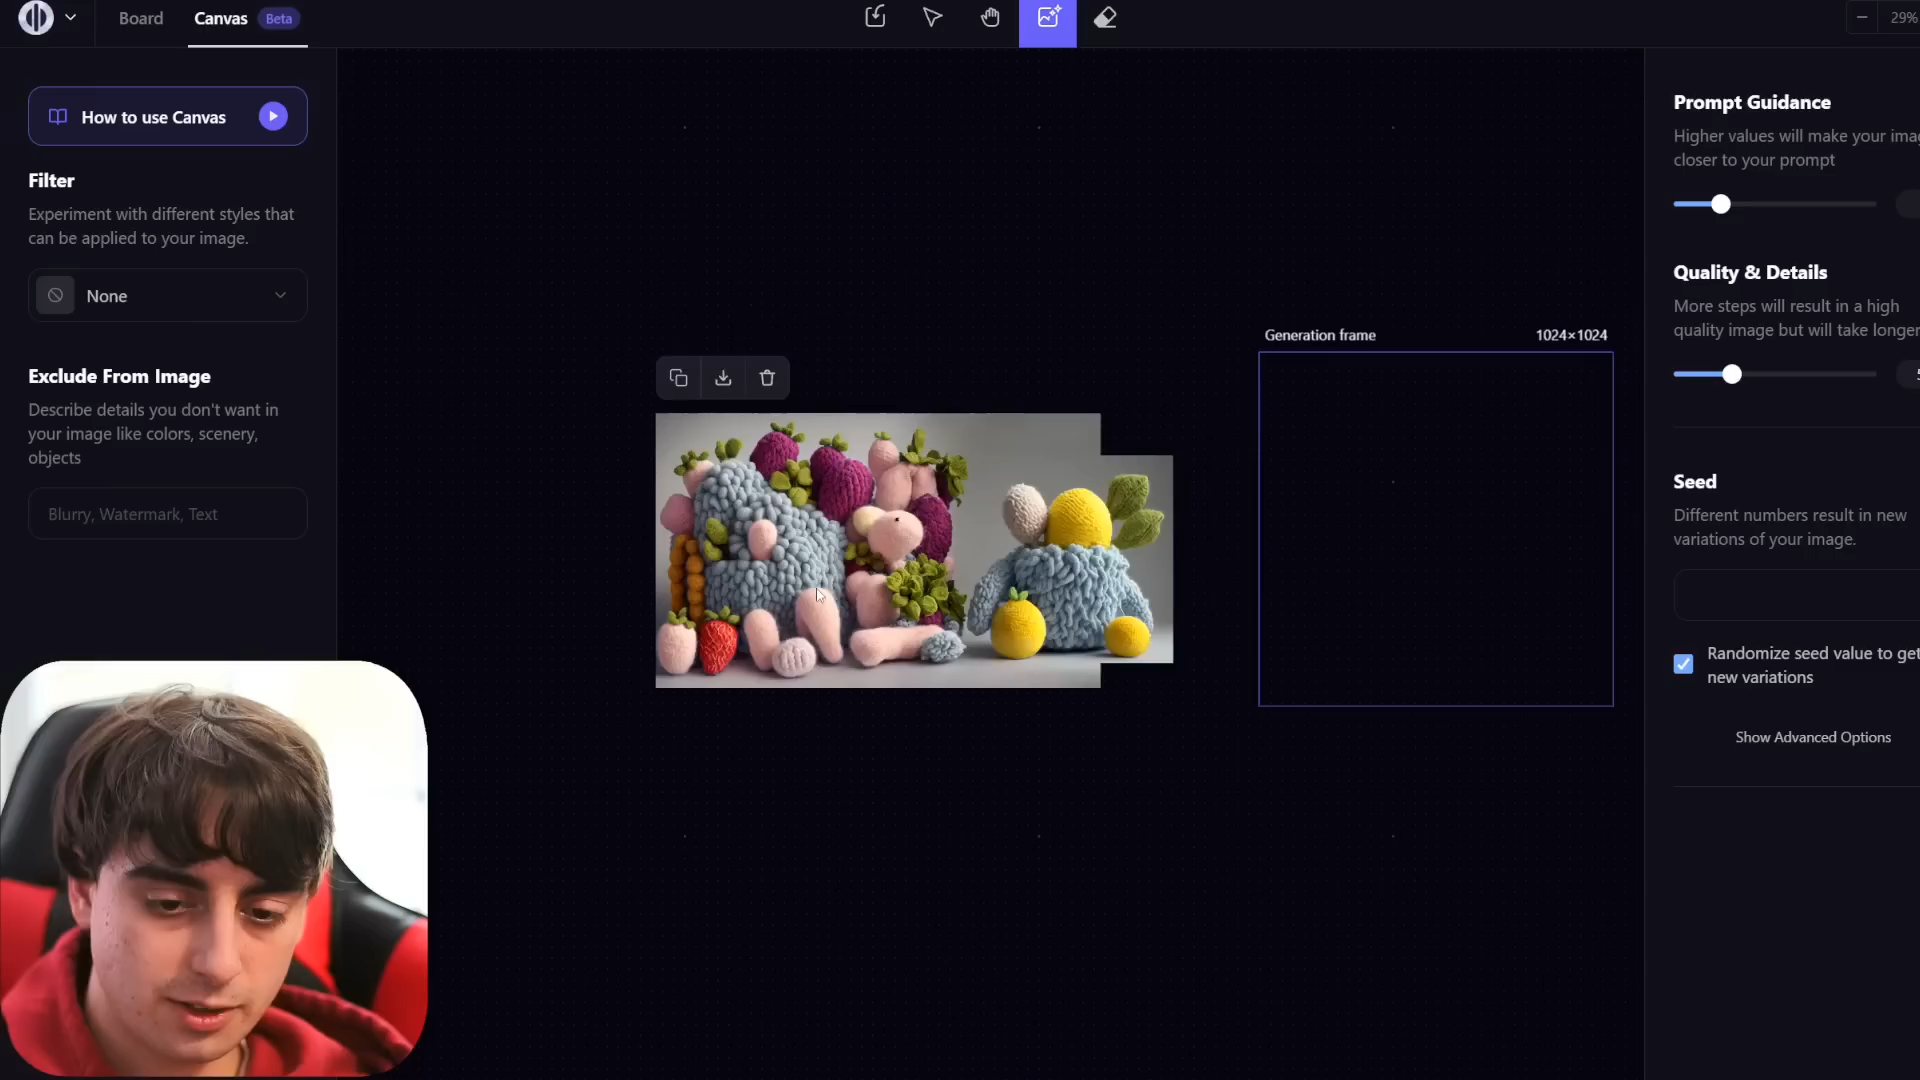 Board
Canvas
Beta
29%
How to use Canvas
Filter
Experiment with different styles that
can be applied to your image.
None
Exclude From Image
Describe details you don't want in
your image like colors, scenery,
objects
Blurry, Watermark, Text
Generation frame
1024×1024
Prompt Guidance
Higher values will make your imag
closer to your prompt
Quality & Details
More steps will result in a high
quality image but will take longer
5
Seed
Different numbers result in new
variations of your image.
Randomize seed value to get
new variations
Show Advanced Options